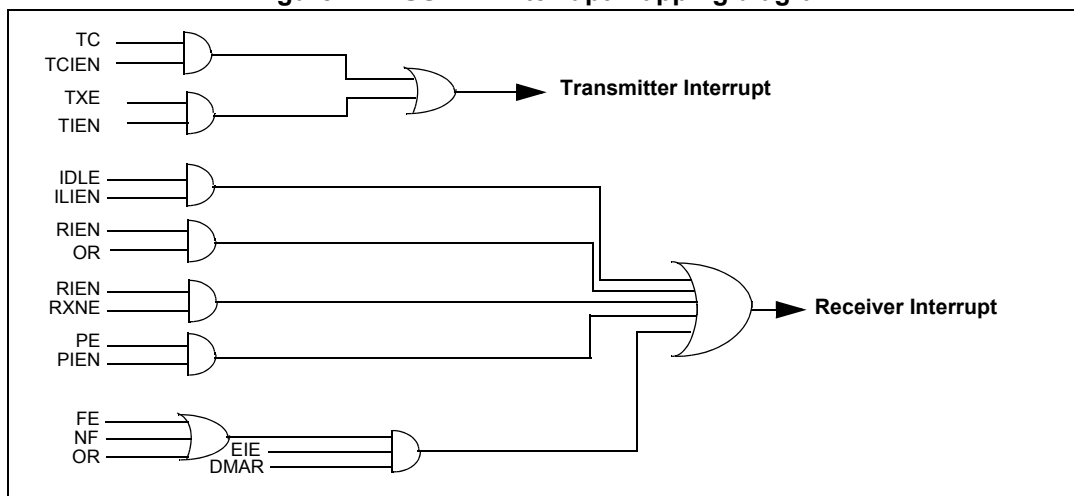 TC
TCIEN
TXE
TIEN
Transmitter Interrupt
IDLE
ILIEN
RIEN
OR
RIEN
RXNE
PE
PIEN
Receiver Interrupt
FE
NF
OR
EIE
DMAR